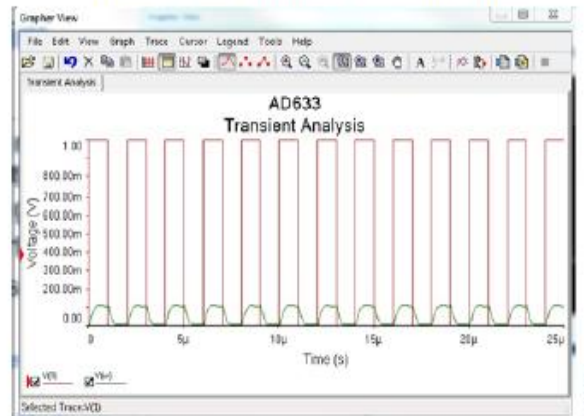 Grapher View
File Edit View Graph Trace Cursor Legend Tools Help
Transient Analysis
AD633
Transient Analysis
Voltage (V)
1.00
800.00m
700.00m
600.00m
500.00m
400.00m
300.00m
200.00m
0.00
0 5µ 10µ 15µ 20µ 25µ
Time (s)
Selected Trace:V(1)